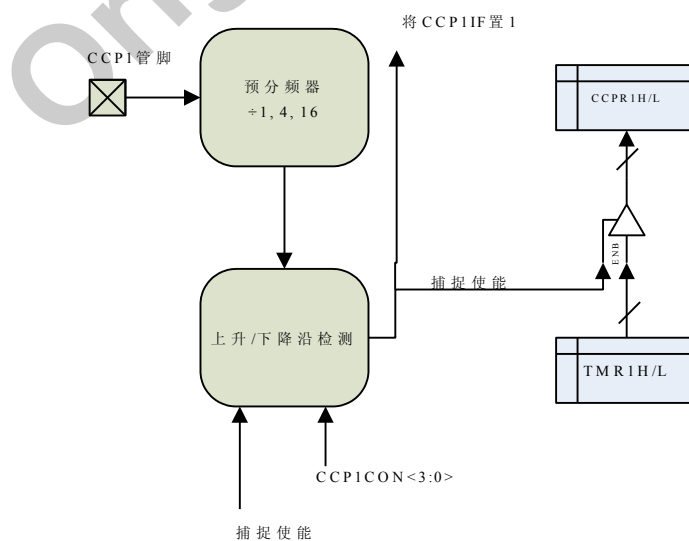 将CCP1IF置1
CCP1管脚
预分频器
÷1, 4, 16
CCPR1H/L
ENB
捕捉使能
上升/下降沿检测
TMR1H/L
CCP1CON<3:0>
捕捉使能